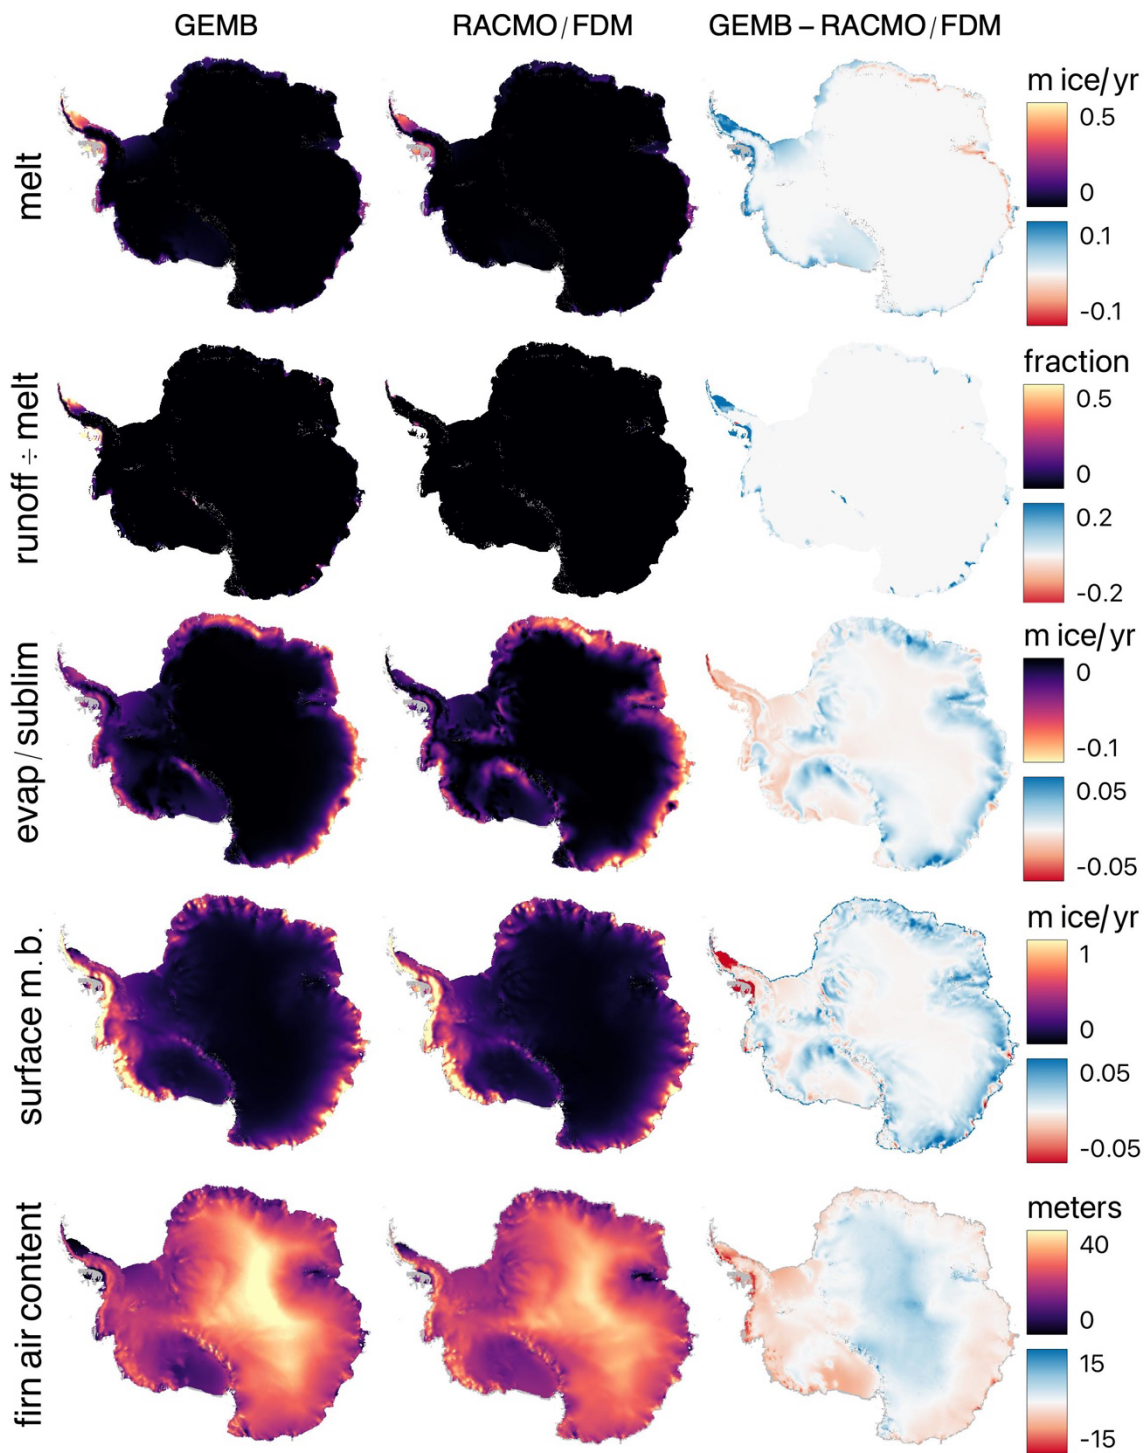 GEMB
RACMO/FDM
GEMB – RACMO/FDM
melt
m ice/yr
0.5
0
0.1
-0.1
runoff ÷ melt
fraction
0.5
0
0.2
-0.2
evap/sublim
m ice/yr
0
-0.1
0.05
-0.05
surface m.b.
m ice/yr
1
0
0.05
-0.05
firn air content
meters
40
0
15
-15